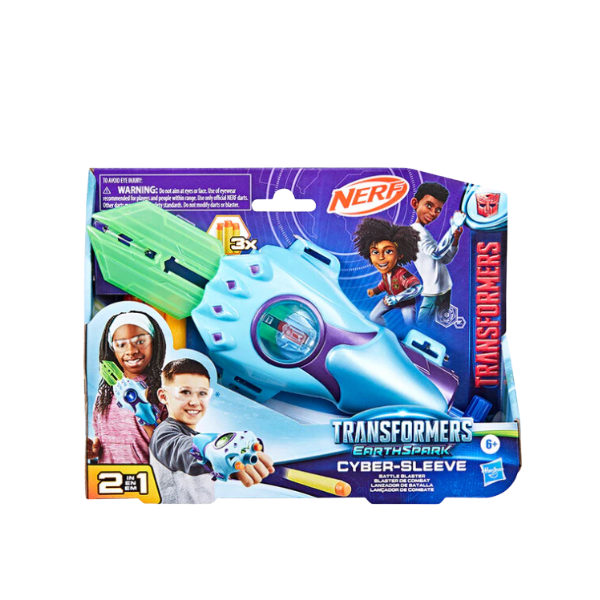 TO AVOID EYE INJURY:
WARNING: Do not aim at eyes or face. Use of eyewear
recommended for players and people within range. Use only official NERF darts.
Other darts may not meet safety standards. Do not modify darts or blaster.
NERF
3x
TRANSFORMERS
TRANSFORMERS
EARTHSPARK
CYBER-SLEEVE
BATTLE BLASTER
BLASTER DE COMBAT
LANZADOR DE BATALLA
LANÇADOR DE COMBATE
6+
Hasbro
2 IN
EN
EM 1